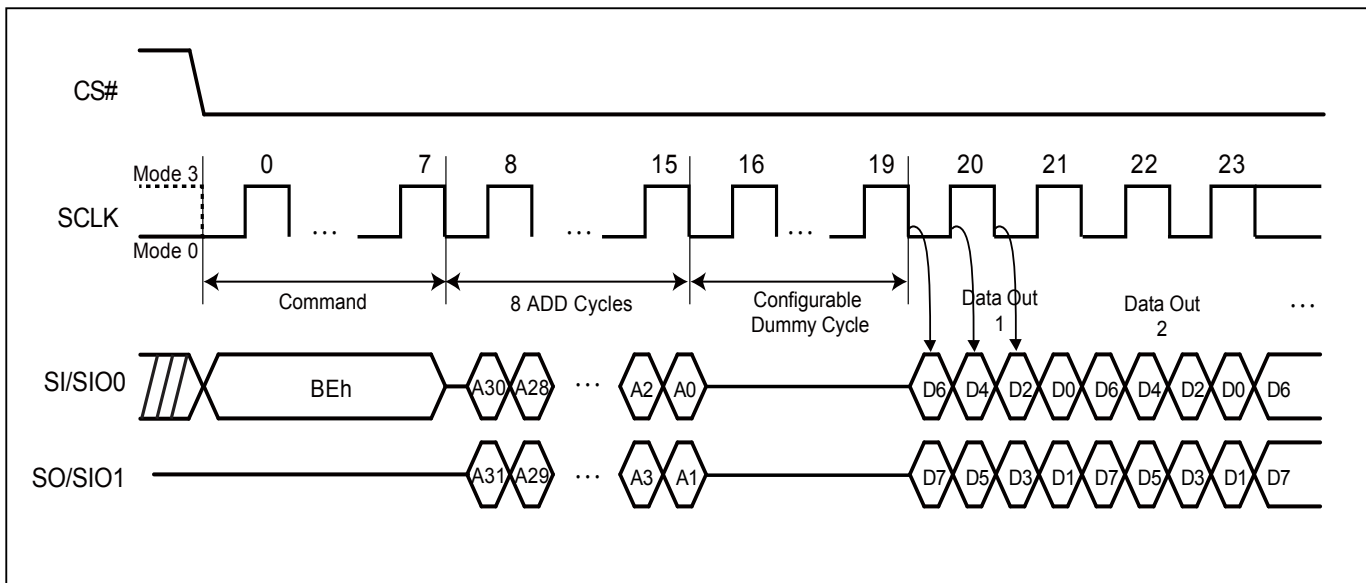 CS#
0 7 8 15 16 19 20 21 22 23
Mode 3
SCLK
Mode 0
... ... ...
Command
8 ADD Cycles
Configurable
Dummy Cycle
Data Out
1
Data Out
2
...
SI/SIO0
BEh
A30 A28 ... A2 A0
D6 D4 D2 D0 D6 D4 D2 D0 D6
SO/SIO1
A31 A29 ... A3 A1
D7 D5 D3 D1 D7 D5 D3 D1 D7